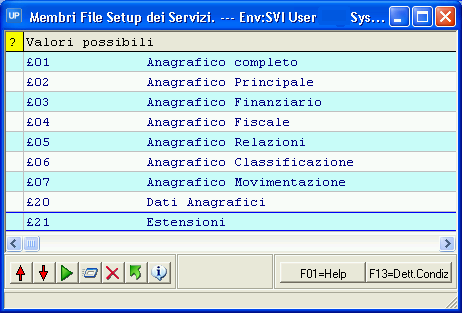 UP Membri File Setup dei Servizi. --- Env:SVI User Sys...
? Valori possibili
£01 Anagrafico completo
£02 Anagrafico Principale
£03 Anagrafico Finanziario
£04 Anagrafico Fiscale
£05 Anagrafico Relazioni
£06 Anagrafico Classificazione
£07 Anagrafico Movimentazione
£20 Dati Anagrafici
£21 Estensioni
F01=Help F13=Dett.Condiz